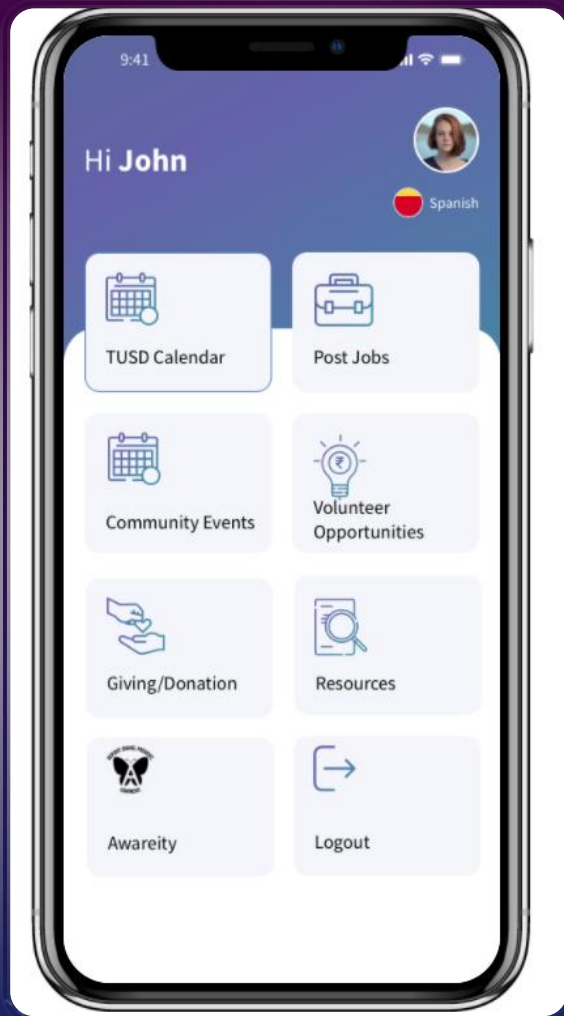 9:41
Hi John
Spanish
TUSD Calendar
Post Jobs
Community Events
Volunteer
Opportunities
₹
Giving/Donation
Resources
A
Awareity
Logout